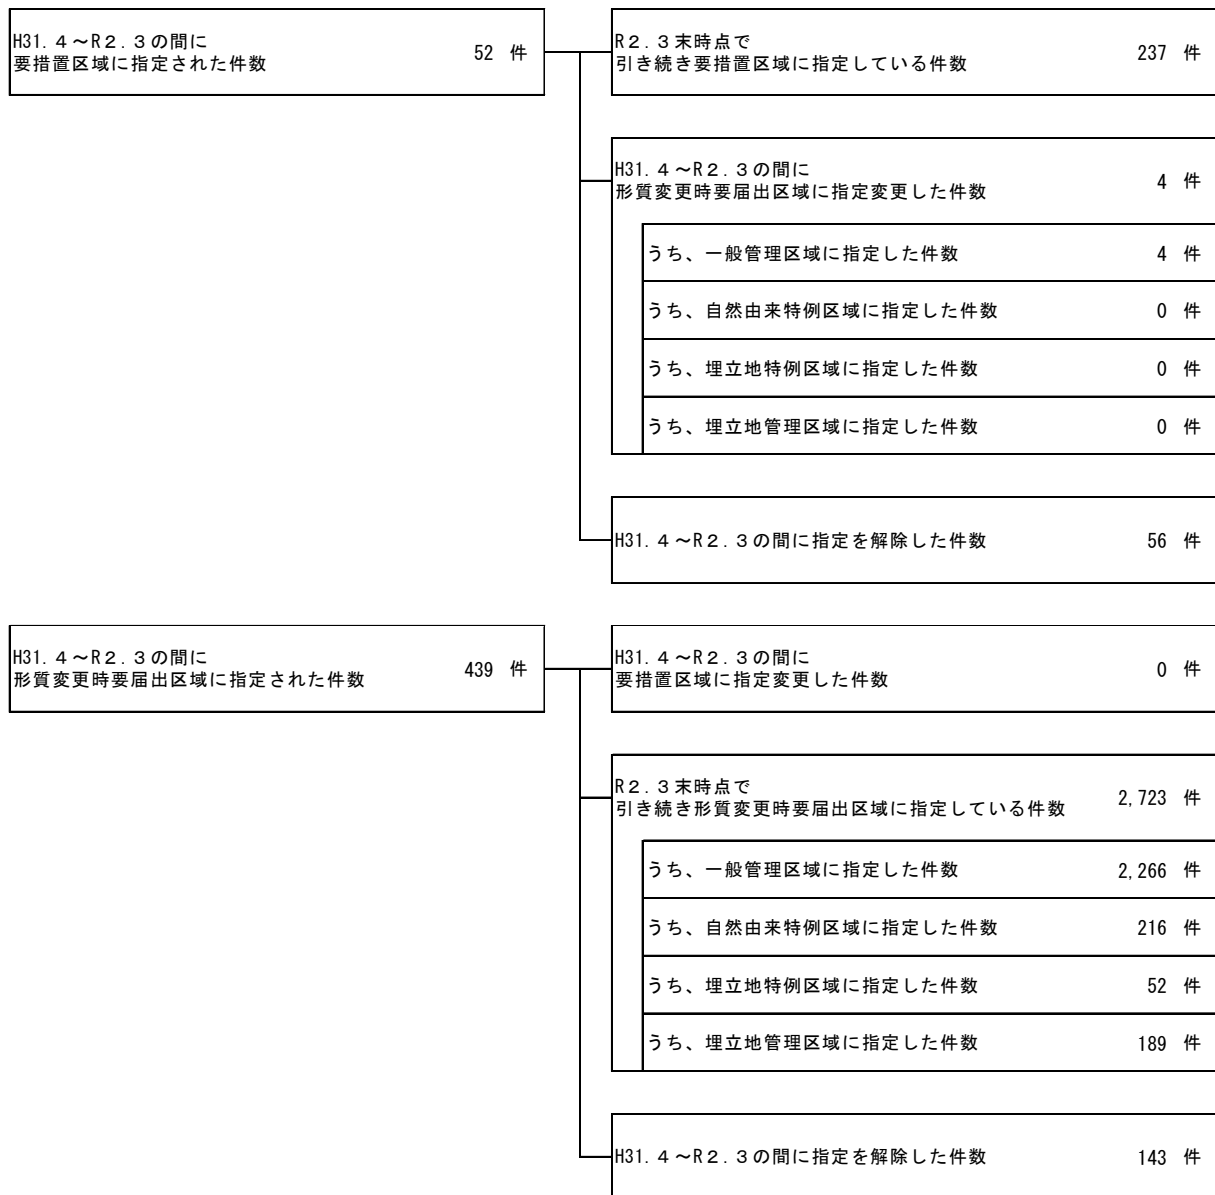 H31.４～R２.３の間に
要措置区域に指定された件数 52 件
R２.３末時点で
引き続き要措置区域に指定している件数 237 件
H31.４～R２.３の間に
形質変更時要届出区域に指定変更した件数 4 件
うち、一般管理区域に指定した件数 4 件
うち、自然由来特例区域に指定した件数 0 件
うち、埋立地特例区域に指定した件数 0 件
うち、埋立地管理区域に指定した件数 0 件
H31.４～R２.３の間に指定を解除した件数 56 件
H31.４～R２.３の間に
形質変更時要届出区域に指定された件数 439 件
H31.４～R２.３の間に
要措置区域に指定変更した件数 0 件
R２.３末時点で
引き続き形質変更時要届出区域に指定している件数 2,723 件
うち、一般管理区域に指定した件数 2,266 件
うち、自然由来特例区域に指定した件数 216 件
うち、埋立地特例区域に指定した件数 52 件
うち、埋立地管理区域に指定した件数 189 件
H31.４～R２.３の間に指定を解除した件数 143 件